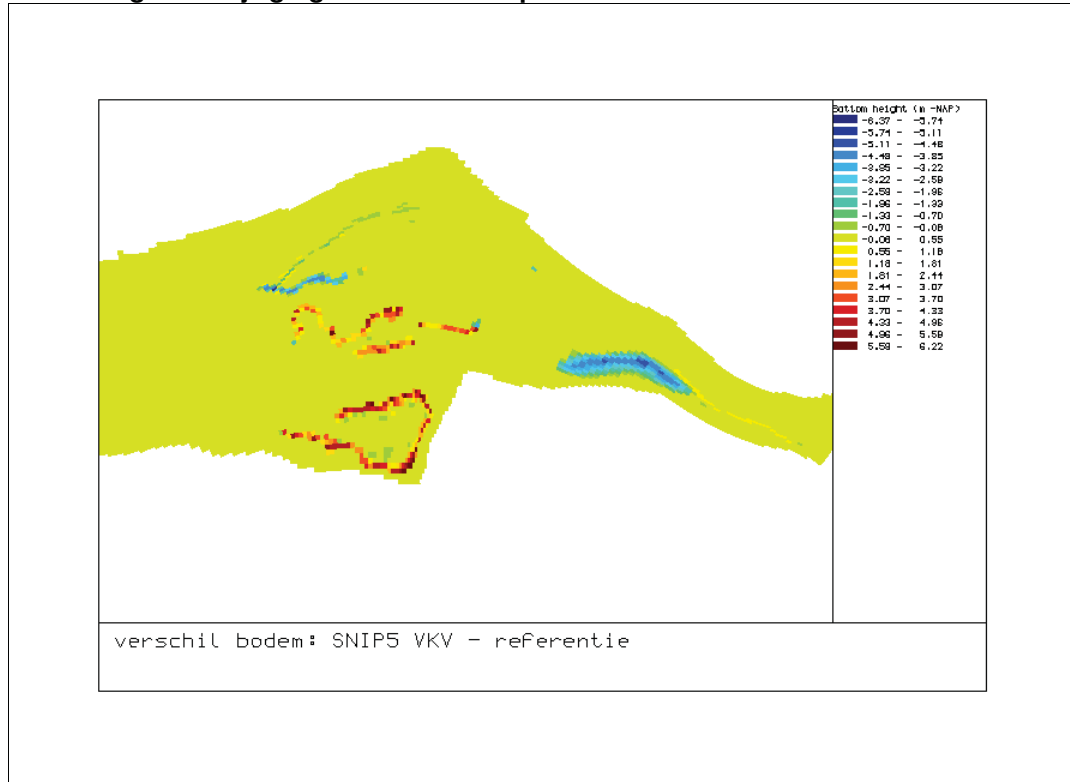 Bottom height (m -NAP)
-6.37 - -5.74
-5.74 - -5.11
-5.11 - -4.48
-4.48 - -3.85
-3.85 - -3.22
-3.22 - -2.59
-2.59 - -1.96
-1.96 - -1.33
-1.33 - -0.70
-0.70 - -0.08
-0.08 - 0.55
0.55 - 1.18
1.18 - 1.81
1.81 - 2.44
2.44 - 3.07
3.07 - 3.70
3.70 - 4.33
4.33 - 4.96
4.96 - 5.59
5.59 - 6.22
verschil bodem: SNIP5 VKV - referentie